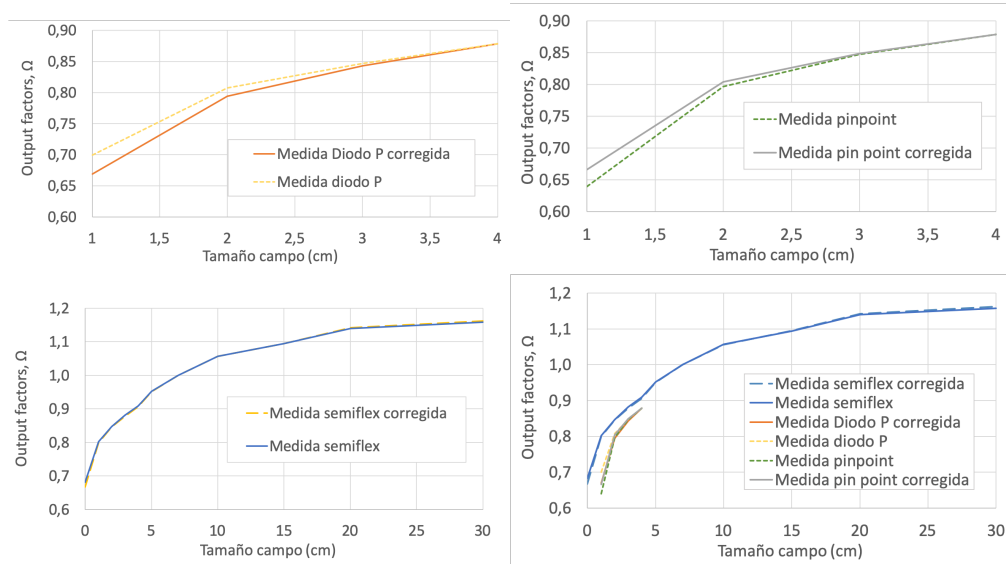 0,90
0,85
0,80
0,75
0,70
0,65
0,60
Output factors, Ω
Medida Diodo P corregida
Medida diodo P
1
1,5
2
2,5
3
3,5
4
Tamaño campo (cm)
0,90
0,85
0,80
0,75
0,70
0,65
0,60
Output factors, Ω
Medida pinpoint
Medida pin point corregida
1
1,5
2
2,5
3
3,5
4
Tamaño campo (cm)
1,2
1,1
1,0
0,9
0,8
0,7
0,6
Output factors, Ω
Medida semiflex corregida
Medida semiflex
0
5
10
15
20
25
30
Tamaño campo (cm)
1,2
1,1
1,0
0,9
0,8
0,7
0,6
Output factors, Ω
Medida semiflex corregida
Medida semiflex
Medida Diodo P corregida
Medida diodo P
Medida pinpoint
Medida pin point corregida
0
5
10
15
20
25
30
Tamaño campo (cm)